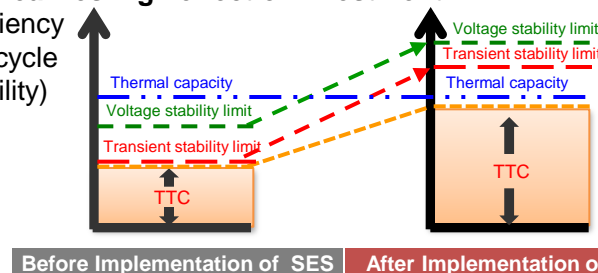 iency
cycle
ility)
Voltage stability limit
Transient stability limit
Thermal capacity
Thermal capacity
Voltage stability limit
Transient stability limit
TTC
TTC
Before Implementation of SES
After Implementation o